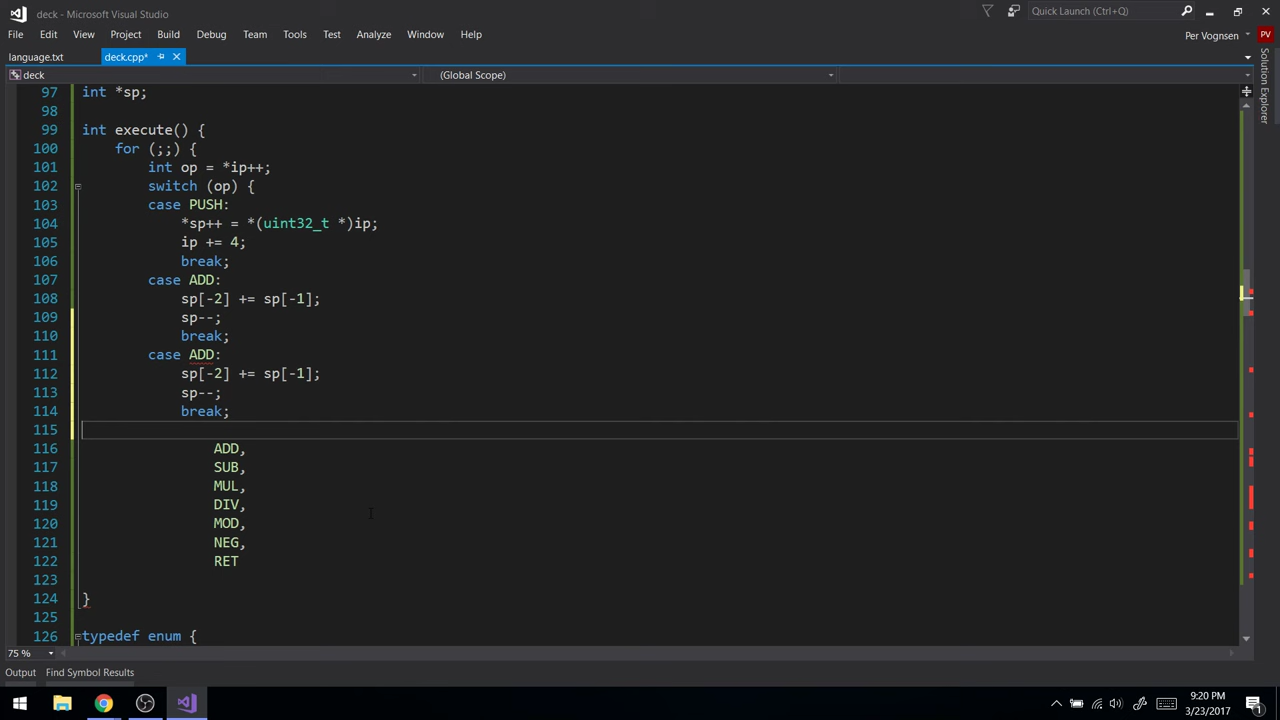 deck - Microsoft Visual Studio
Quick Launch (Ctrl+Q)
File Edit View Project Build Debug Team Tools Test Analyze Window Help
Per Vognsen PV
language.txt deck.cpp*
deck (Global Scope)
Solution Explorer
97 int *sp;
98
99 int execute() {
100 for (;;) {
101 int op = *ip++;
102 switch (op) {
103 case PUSH:
104 *sp++ = *(uint32_t *)ip;
105 ip += 4;
106 break;
107 case ADD:
108 sp[-2] += sp[-1];
109 sp--;
110 break;
111 case ADD:
112 sp[-2] += sp[-1];
113 sp--;
114 break;
115
116 ADD,
117 SUB,
118 MUL,
119 DIV,
120 MOD,
121 NEG,
122 RET
123
124 }
125
126 typedef enum {
75 %
Output Find Symbol Results
9:20 PM
3/23/2017
1